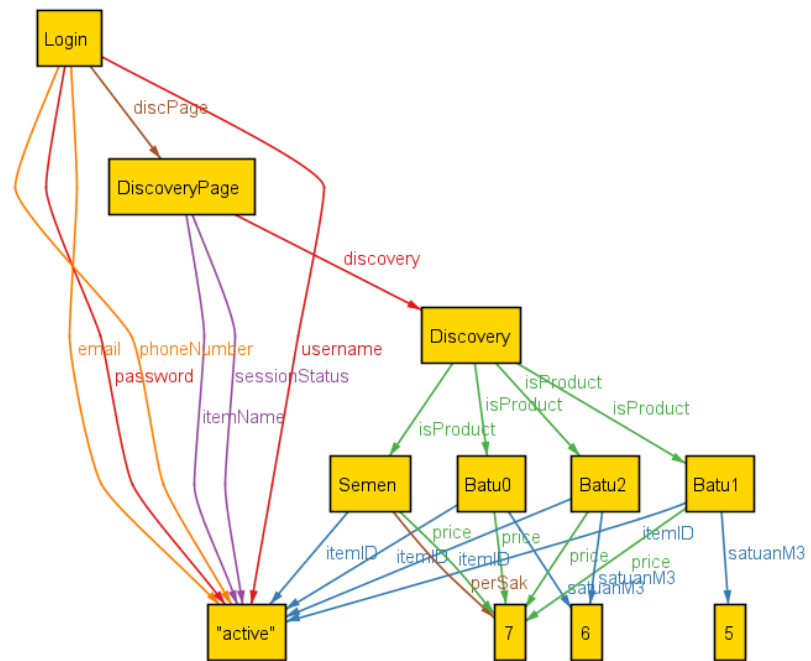 Login
discPage
DiscoveryPage
discovery
Discovery
email
phoneNumber
username
password
sessionStatus
itemName
isProduct
isProduct
isProduct
isProduct
Semen
Batu0
Batu2
Batu1
itemID
itemID
itemID
itemID
price
price
price
price
satuanM3
perSak
satuanM3
satuanM3
"active"
7
6
5